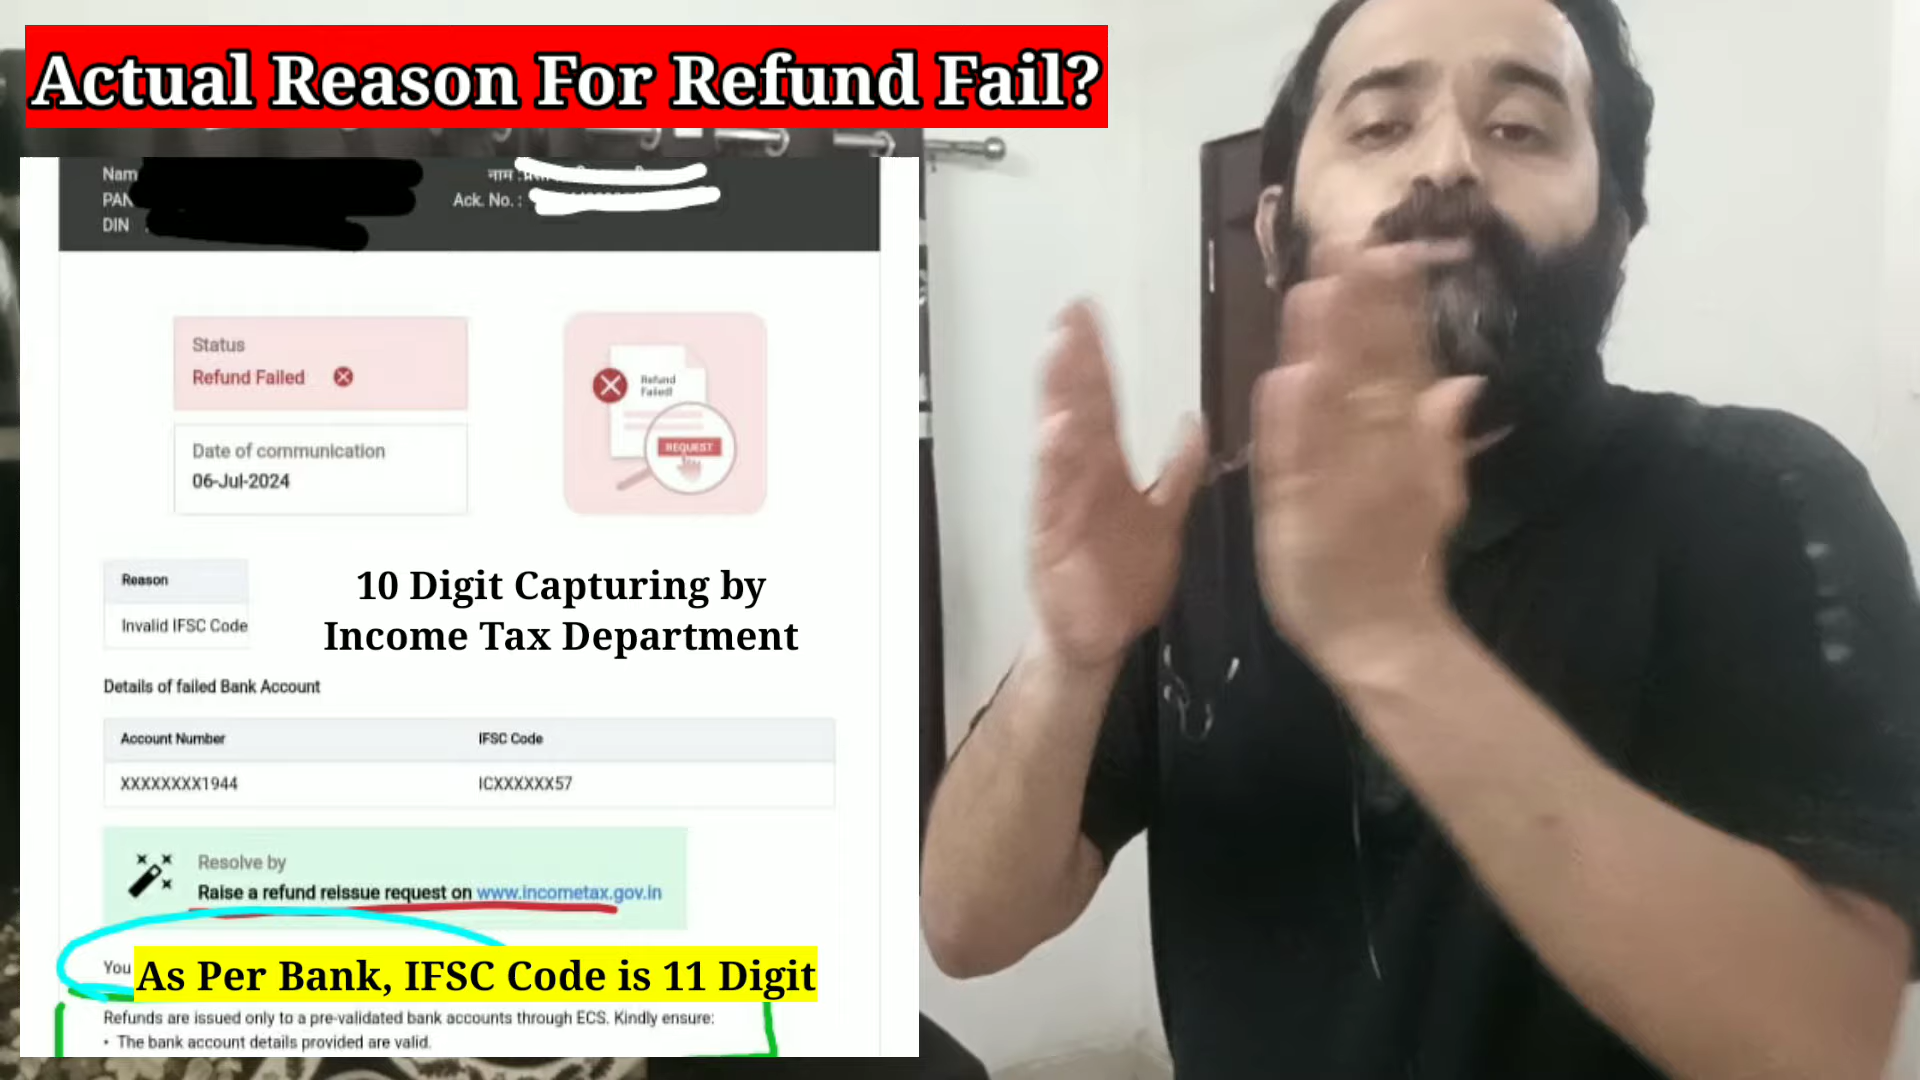 Actual Reason For Refund Fail?
Nam
नाम :
PAN
Ack. No. :
DIN :
Status
Refund Failed
Refund
Failed!
REQUEST
Date of communication
06-Jul-2024
Reason
Invalid IFSC Code
10 Digit Capturing by
Income Tax Department
Details of failed Bank Account
Account Number IFSC Code
XXXXXXXX1944 ICXXXXXX57
Resolve by
Raise a refund reissue request on www.incometax.gov.in
You
As Per Bank, IFSC Code is 11 Digit
Refunds are issued only to a pre-validated bank accounts through ECS. Kindly ensure:
• The bank account details provided are valid.